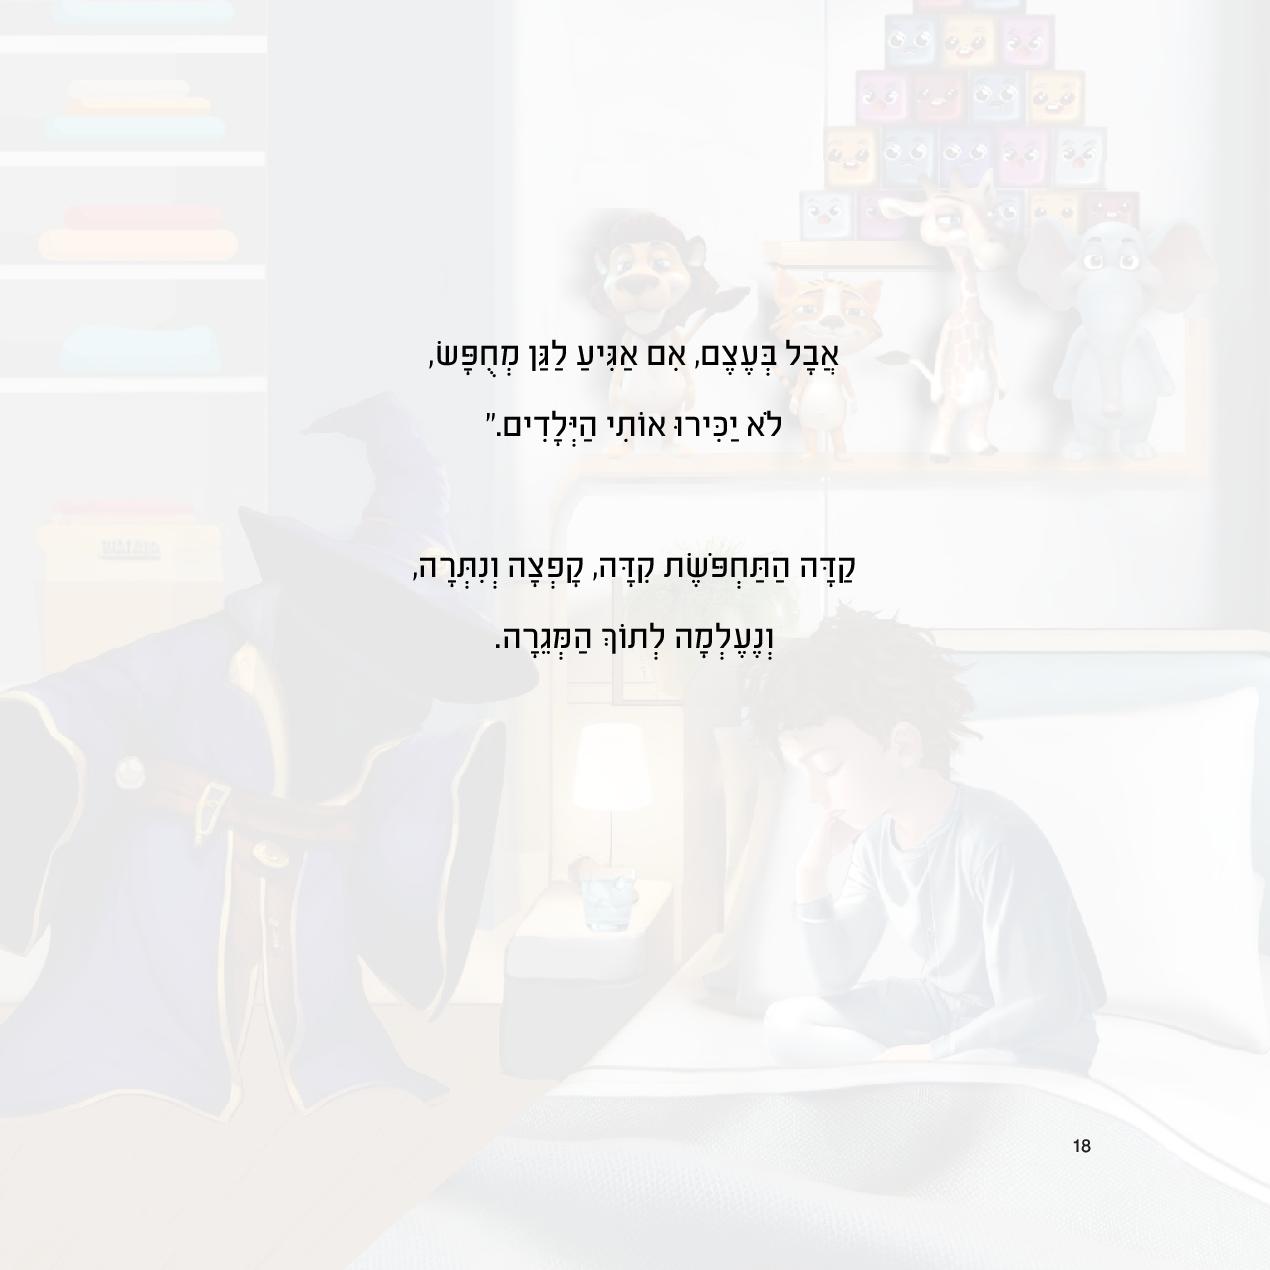 אֲבָל בְּעֶצֶם, אִם אַגִּיעַ לַגַּן מְחֻפָּשׂ,
לֹא יַכִּירוּ אוֹתִי הַיְּלָדִים."
קַדָּה הַתַּחְפֹּשֶׂת קִדָּה, קָפְצָה וְנִתְּרָה,
וְנֶעֶלְמָה לְתוֹךְ הַמְּגֵרָה.
18